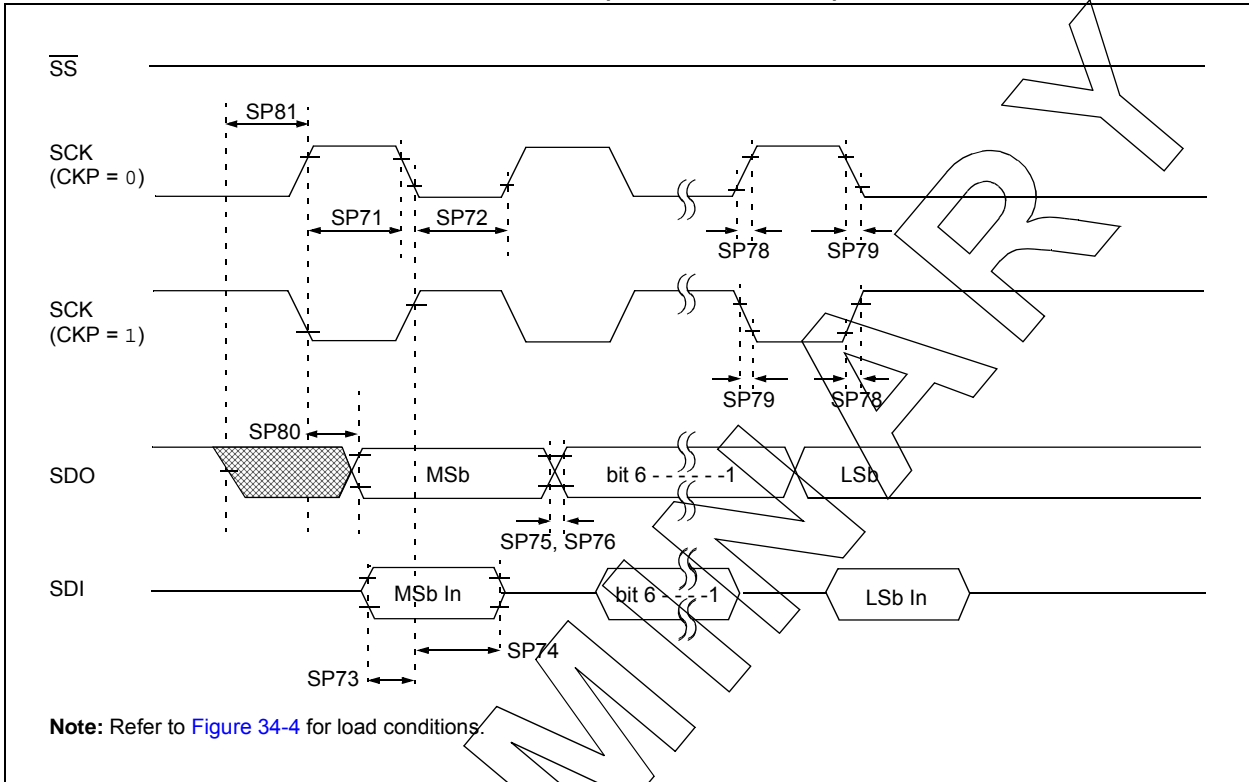 SS
SP81
SCK
(CKP = 0)
SP71
SP72
SP78
SP79
SCK
(CKP = 1)
SP79
SP78
SP80
SDO
MSb
bit 6 - - - - - -1
LSb
SP75, SP76
SDI
MSb In
bit 6 - - - -1
LSb In
SP74
SP73
Note: Refer to Figure 34-4 for load conditions.
MINARY